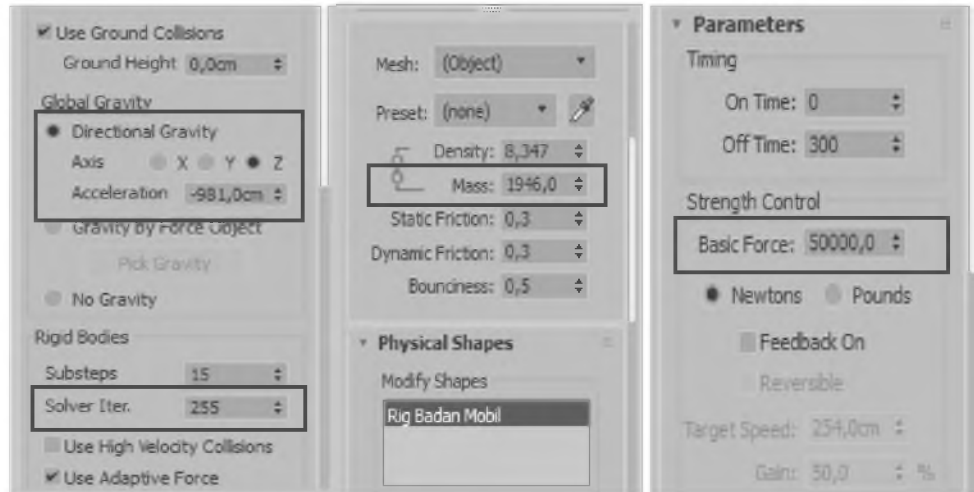 Use Ground Collisions
Ground Height 0,0cm
Global Gravity
Directional Gravity
Axis X Y Z
Acceleration -981,0cm
Gravity by Force Object
Pick Gravity
No Gravity
Rigid Bodies
Substeps 15
Solver Iter. 255
Use High Velocity Collisions
Use Adaptive Force
Mesh: (Object)
Preset: (none)
Density: 8,347
Mass: 1946,0
Static Friction: 0,3
Dynamic Friction: 0,3
Bounciness: 0,5
Physical Shapes
Modify Shapes
Rig Badan Mobil
Parameters
Timing
On Time: 0
Off Time: 300
Strength Control
Basic Force: 50000,0
Newtons Pounds
Feedback On
Reversible
Target Speed: 254,0cm
Gain: 50,0 %